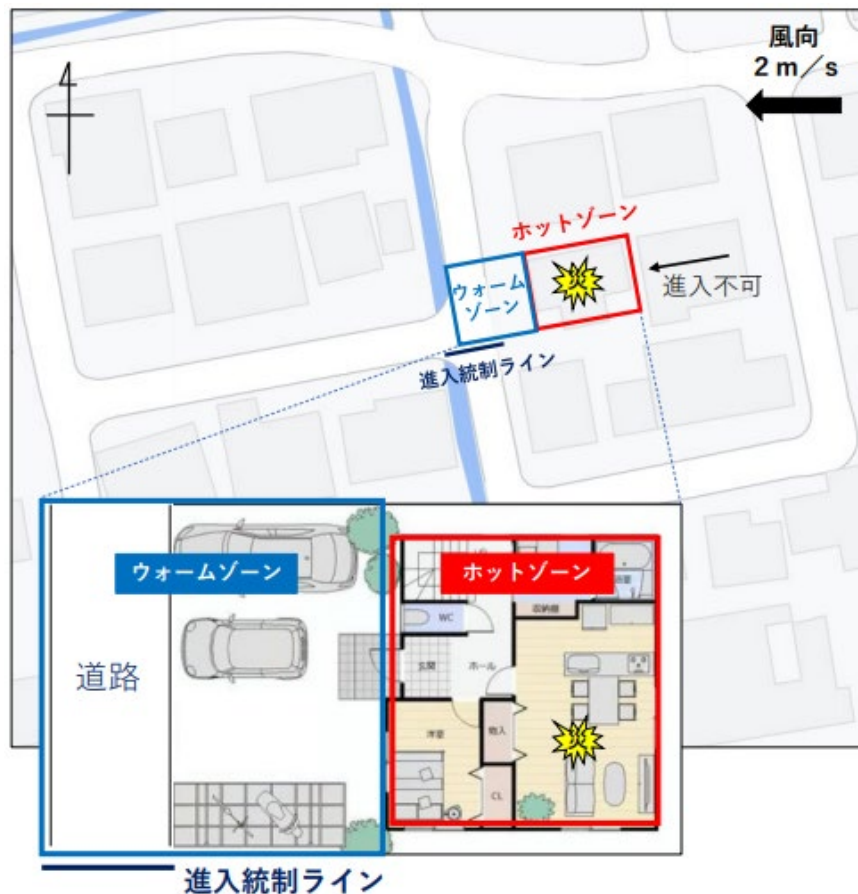 風向
2 m／s
ホットゾーン
炎
進入不可
ウォーム
ゾーン
進入統制ライン
ウォームゾーン
ホットゾーン
浴室
収納棚
WC
玄関
ホール
道路
洋室
物入
炎
CL
進入統制ライン